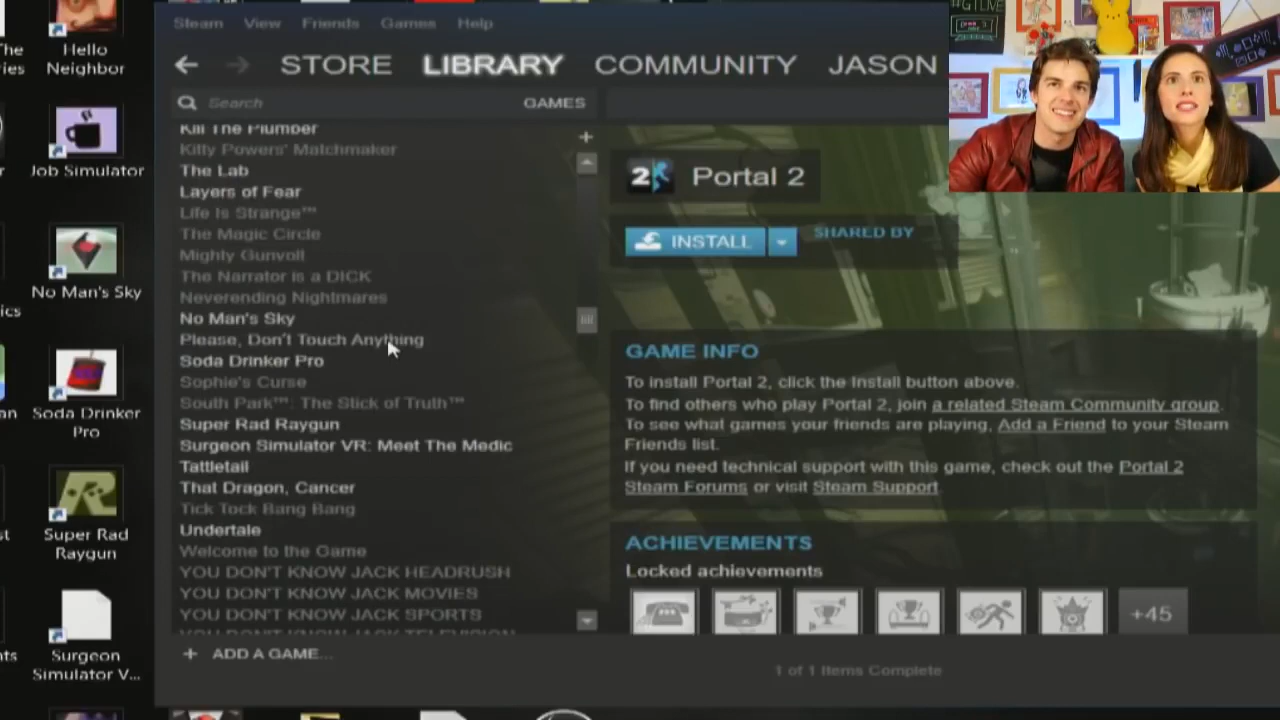 Steam View Friends Games Help
STORE LIBRARY COMMUNITY JASON
Search GAMES
Kill The Plumber
Kitty Powers' Matchmaker
The Lab
Layers of Fear
Life Is Strange™
The Magic Circle
Mighty Gunvolt
The Narrator is a DICK
Neverending Nightmares
No Man's Sky
Please, Don't Touch Anything
Soda Drinker Pro
Sophie's Curse
South Park™: The Stick of Truth™
Super Rad Raygun
Surgeon Simulator VR: Meet The Medic
Tattletail
That Dragon, Cancer
Tick Tock Bang Bang
Undertale
Welcome to the Game
YOU DON'T KNOW JACK HEADRUSH
YOU DON'T KNOW JACK MOVIES
YOU DON'T KNOW JACK SPORTS
YOU DON'T KNOW JACK TELEVISION
+ ADD A GAME...
Portal 2
INSTALL
SHARED BY
GAME INFO
To install Portal 2, click the Install button above.
To find others who play Portal 2, join a related Steam Community group.
To see what games your friends are playing, Add a Friend to your Steam
Friends list.
If you need technical support with this game, check out the Portal 2
Steam Forums or visit Steam Support
ACHIEVEMENTS
Locked achievements
+45
1 of 1 Items Complete
Hello
Neighbor
Job Simulator
No Man's Sky
Soda Drinker
Pro
Super Rad
Raygun
Surgeon
Simulator V...
The
ics
#GTLIVE